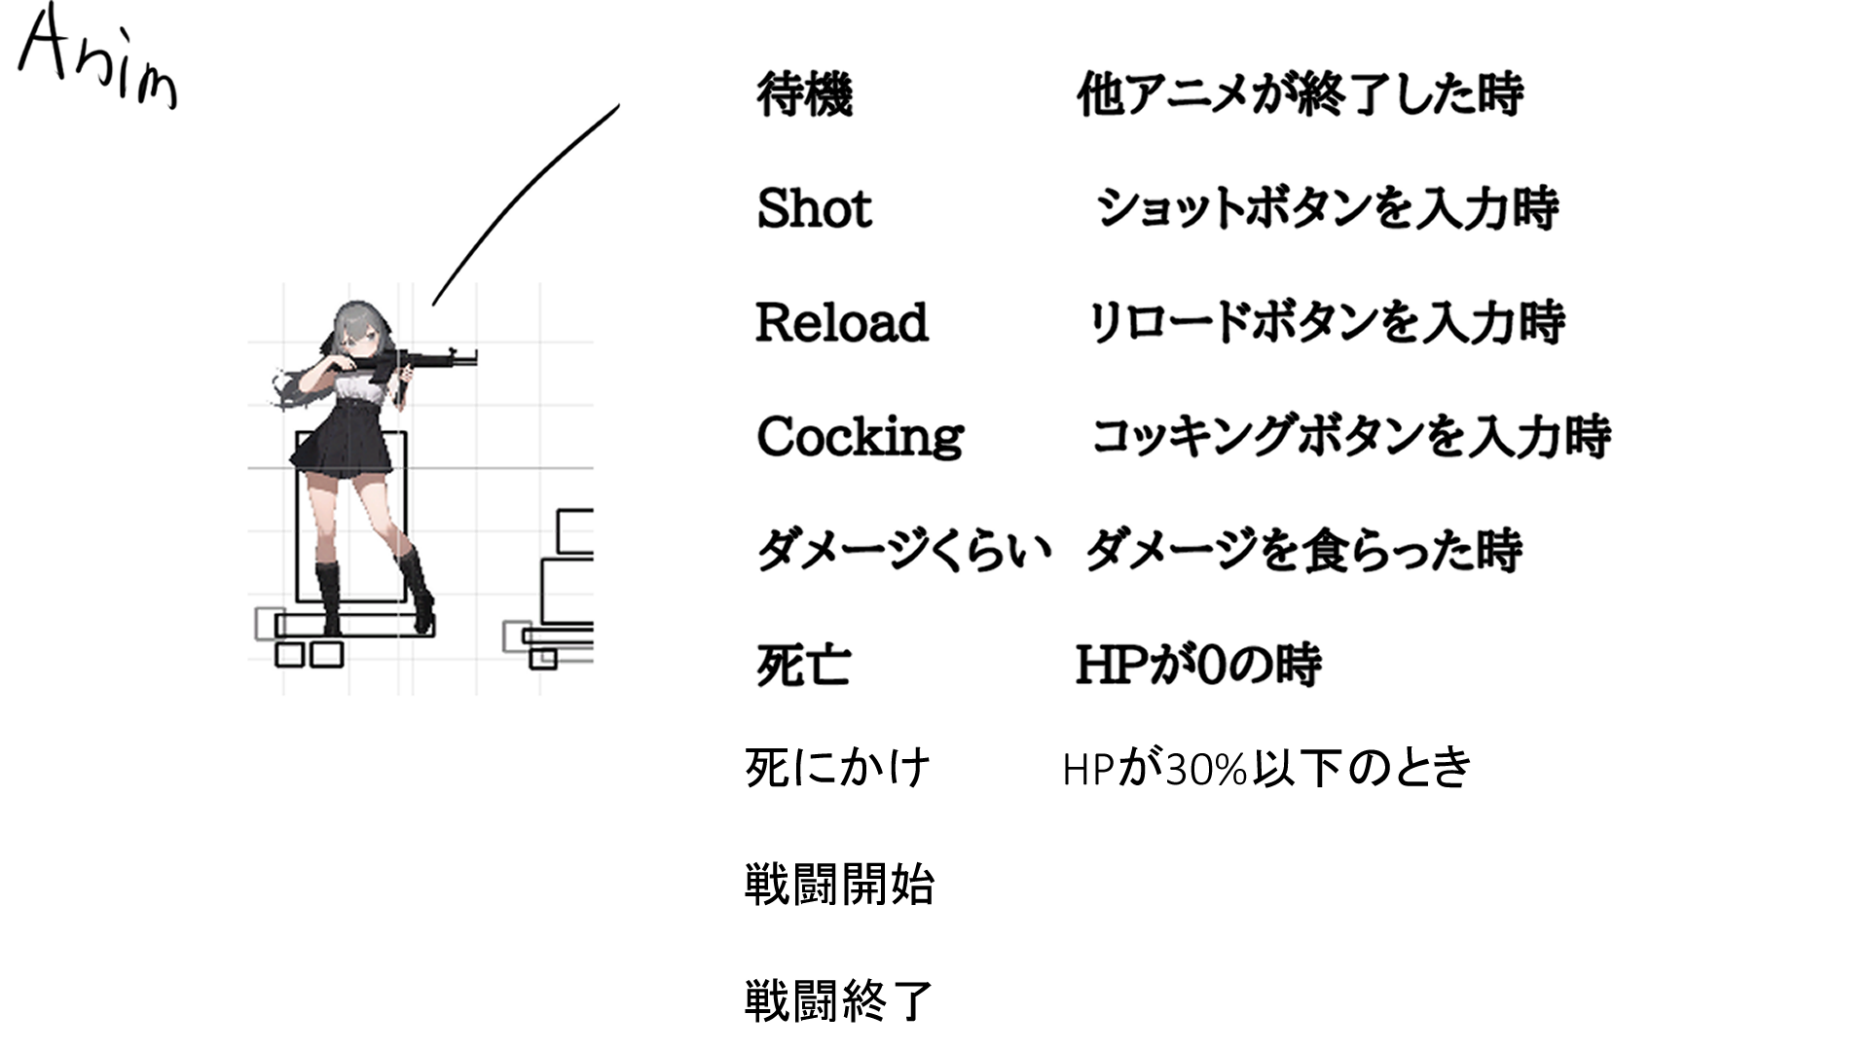 Anim
待機 他アニメが終了した時
Shot ショットボタンを入力時
Reload リロードボタンを入力時
Cocking コッキングボタンを入力時
ダメージくらい ダメージを食らった時
死亡 HPが0の時
死にかけ HPが30%以下のとき
戦闘開始
戦闘終了